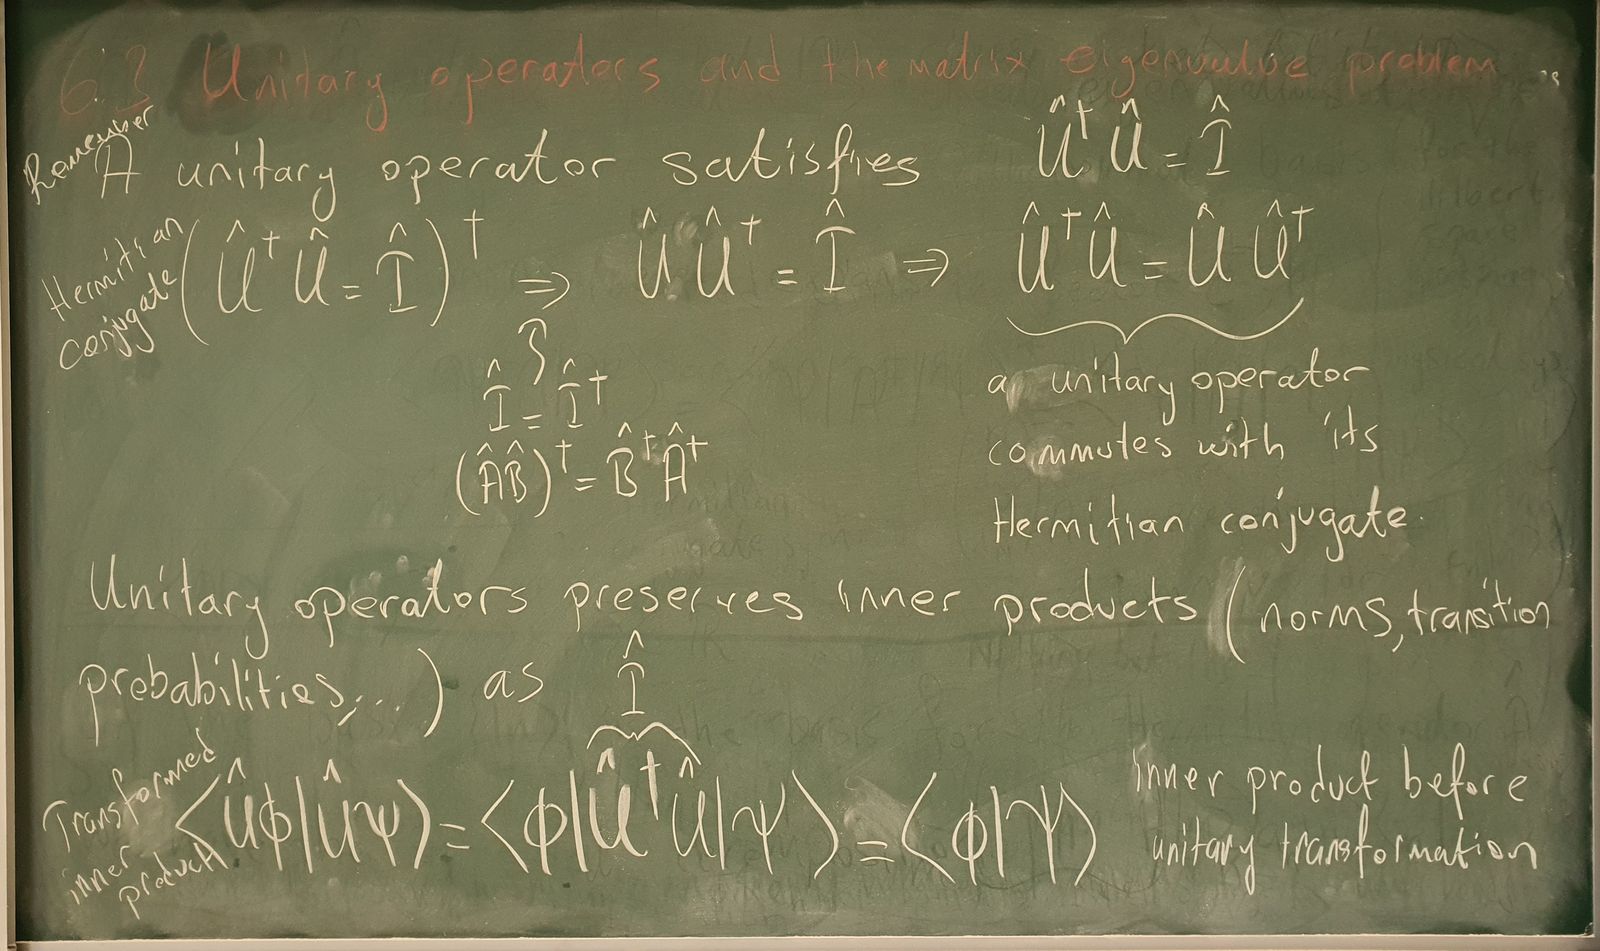 6.3 Unitary operators and the matrix eigenvalue problem
Remember
A unitary operator satisfies Û†Û = Î
Hermitian conjugate
(Û†Û = Î)† ⇒ ÛÛ† = Î ⇒ Û†Û = ÛÛ†
Î = Î†
(ÂB̂)† = B̂†Â†
a unitary operator
commutes with its
Hermitian conjugate.
Unitary operators preserves inner products (norms, transition
probabilities,...) as
Î
Transformed
inner
product
⟨Ûϕ|Ûψ⟩ = ⟨ϕ|Û†Û|ψ⟩ = ⟨ϕ|ψ⟩
inner product before
unitary transformation